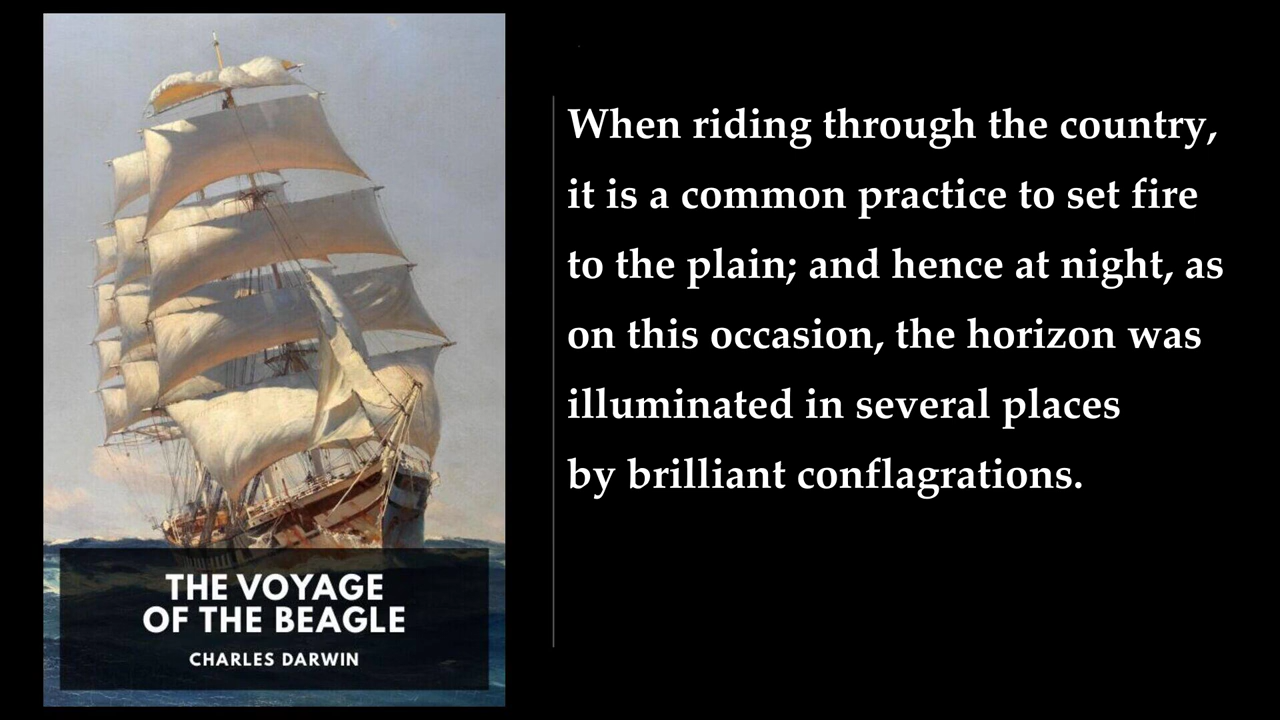 When riding through the country,
it is a common practice to set fire
to the plain; and hence at night, as
on this occasion, the horizon was
illuminated in several places
by brilliant conflagrations.
THE VOYAGE
OF THE BEAGLE
CHARLES DARWIN